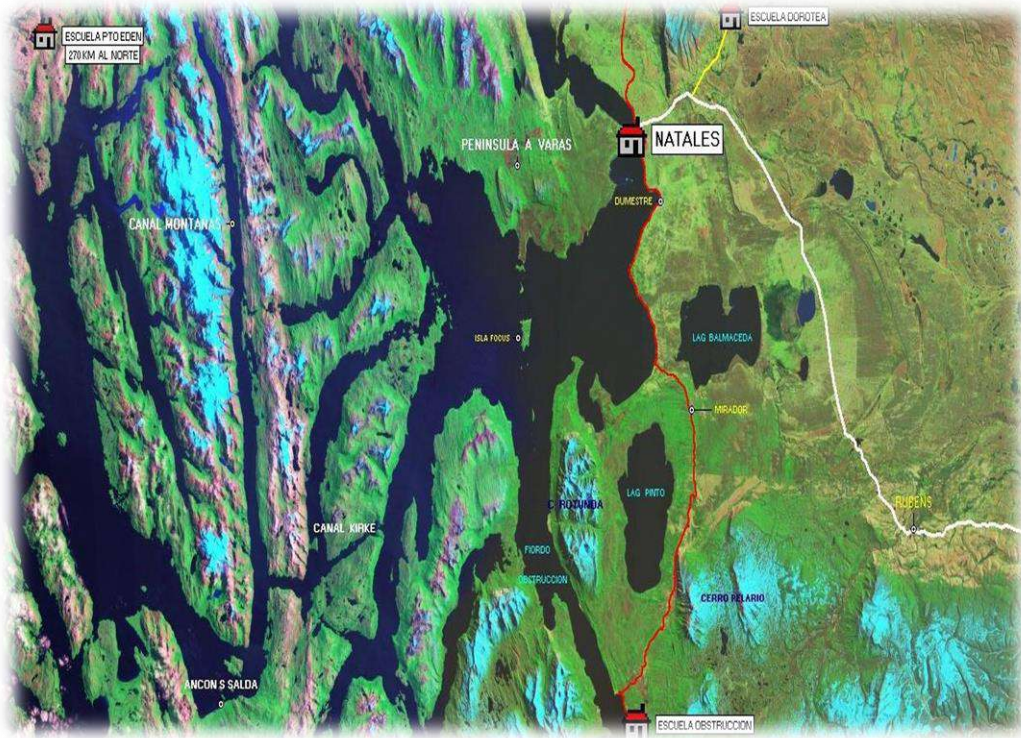 ESCUELA DOROTEA
ESCUELA PTO EDEN
270 KM AL NORTE
NATALES
PENINSULA A VARAS
DUMESTRE
CANAL MONTAÑAS
ISLA FOCUS
LAG BALMACEDA
MIRADOR
LAG PINTO
C ROTUNDA
RUBENS
CANAL KIRKE
FIORDO
OBSTRUCCION
CERRO PELARIO
ANCON S SALDA
ESCUELA OBSTRUCCION